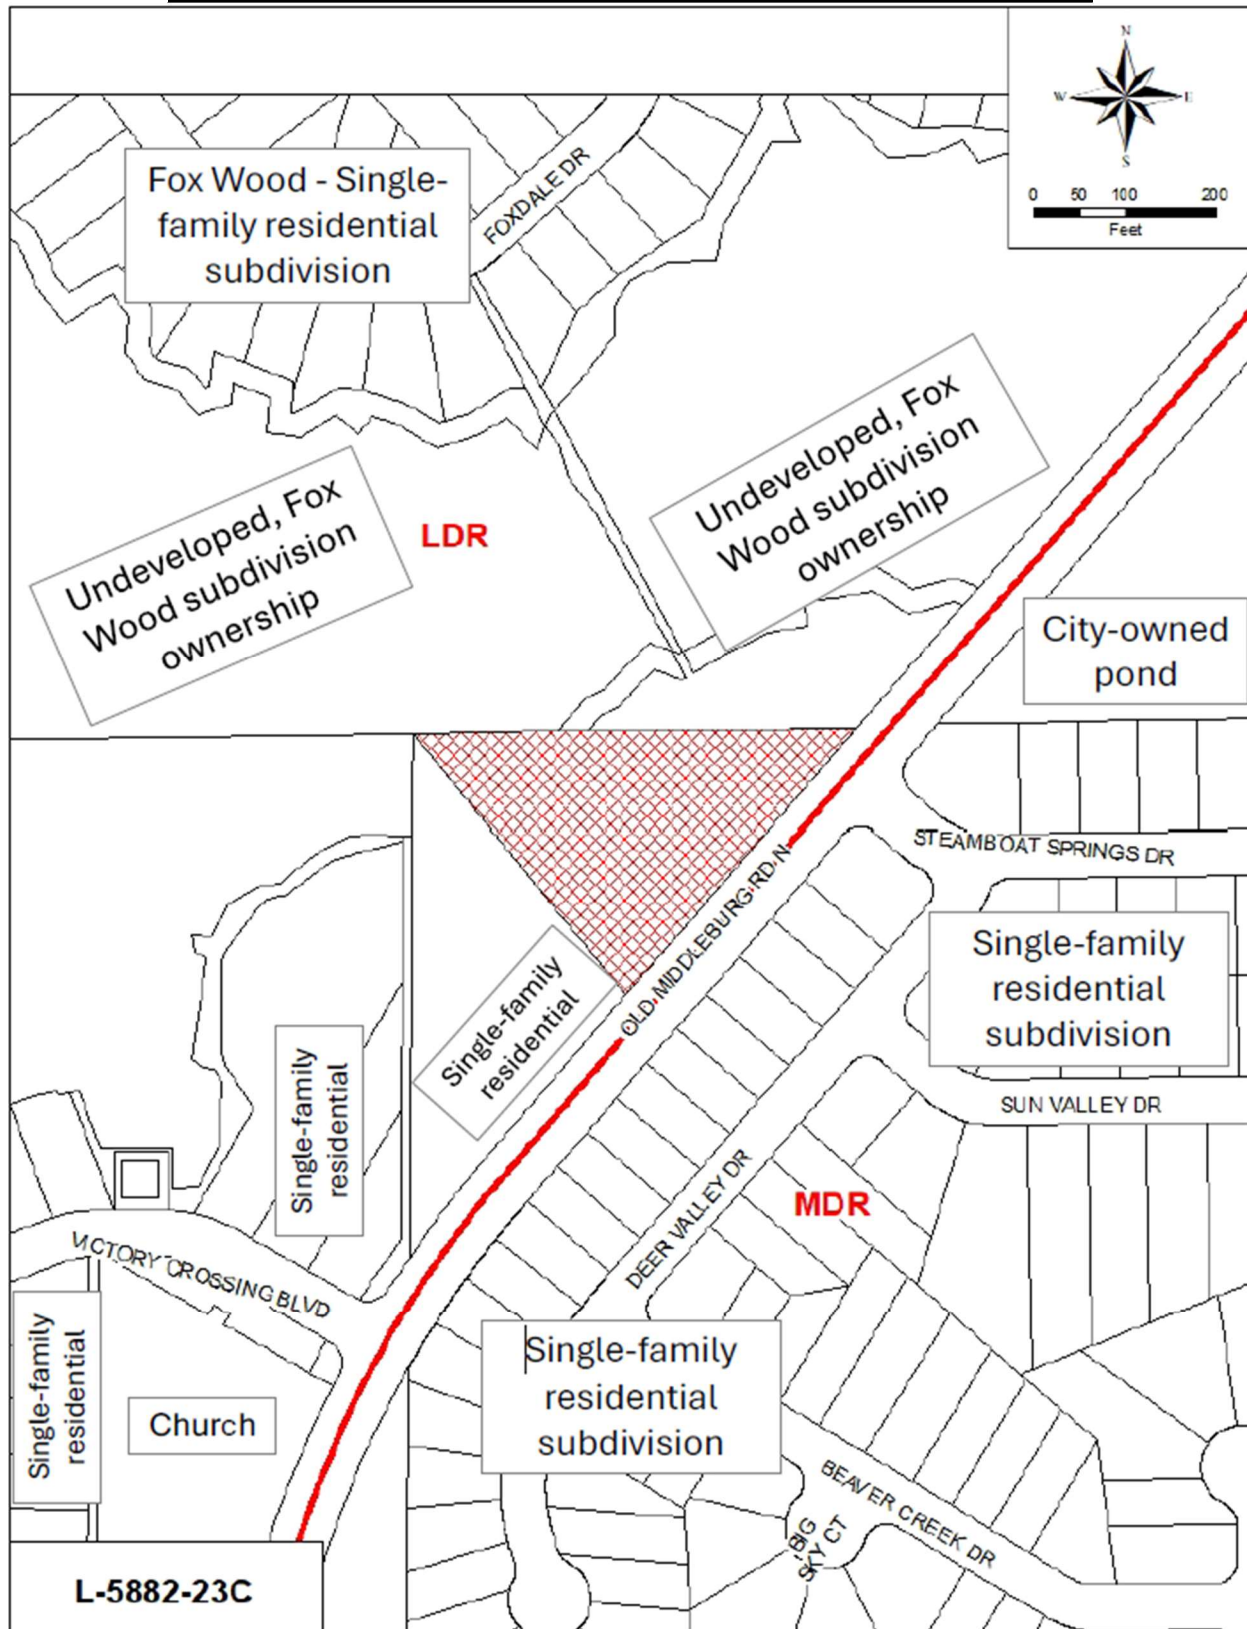 N
W E
S
0 50 100 200
Feet
Fox Wood - Single-
family residential
subdivision
FOXDALE DR
Undeveloped, Fox
Wood subdivision
ownership
LDR
Undeveloped, Fox
Wood subdivision
ownership
City-owned
pond
STEAMBOAT SPRINGS DR
OLD MIDDLEBURG RD N
Single-family
residential
subdivision
Single-family
residential
Single-family
residential
SUN VALLEY DR
MDR
DEER VALLEY DR
VICTORY CROSSING BLVD
Single-family
residential
Church
Single-family
residential
subdivision
BEAVER CREEK DR
BIG
SKY CT
L-5882-23C